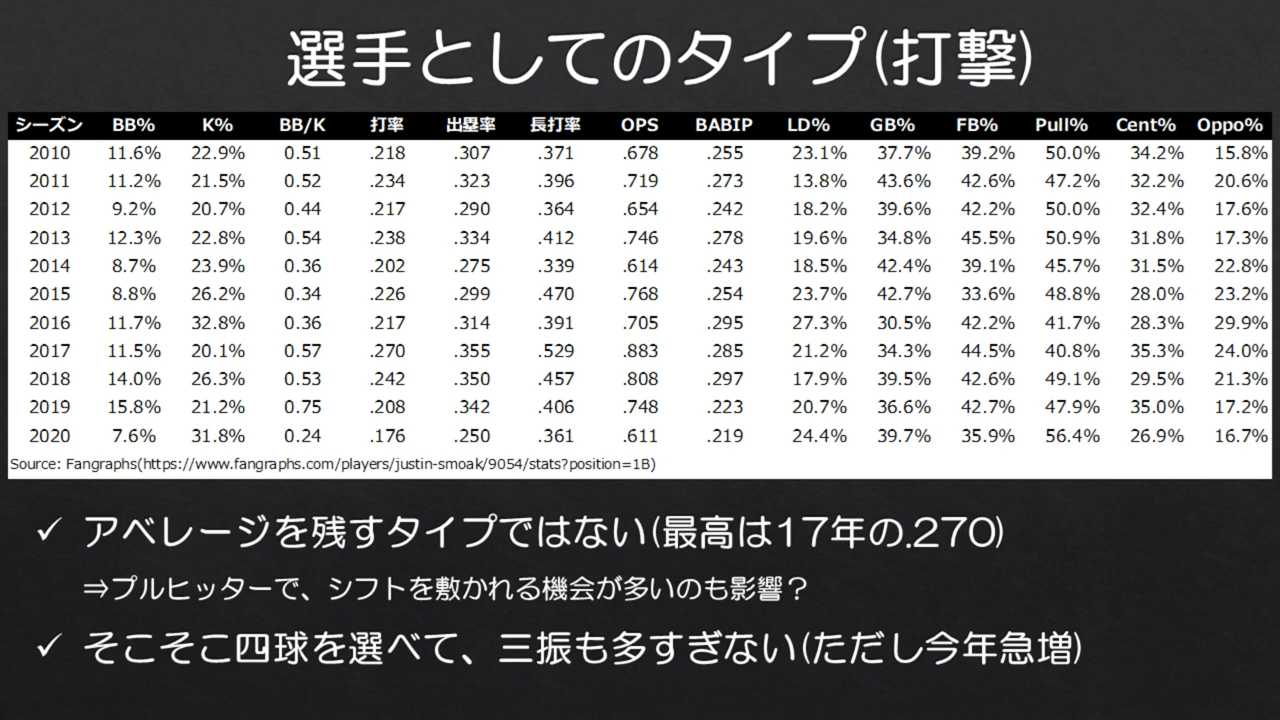 選手としてのタイプ(打撃)
シーズン BB% K% BB/K 打率 出塁率 長打率 OPS BABIP LD% GB% FB% Pull% Cent% Oppo%
2010 11.6% 22.9% 0.51 .218 .307 .371 .678 .255 23.1% 37.7% 39.2% 50.0% 34.2% 15.8%
2011 11.2% 21.5% 0.52 .234 .323 .396 .719 .273 13.8% 43.6% 42.6% 47.2% 32.2% 20.6%
2012 9.2% 20.7% 0.44 .217 .290 .364 .654 .242 18.2% 39.6% 42.2% 50.0% 32.4% 17.6%
2013 12.3% 22.8% 0.54 .238 .334 .412 .746 .278 19.6% 34.8% 45.5% 50.9% 31.8% 17.3%
2014 8.7% 23.9% 0.36 .202 .275 .339 .614 .243 18.5% 42.4% 39.1% 45.7% 31.5% 22.8%
2015 8.8% 26.2% 0.34 .226 .299 .470 .768 .254 23.7% 42.7% 33.6% 48.8% 28.0% 23.2%
2016 11.7% 32.8% 0.36 .217 .314 .391 .705 .295 27.3% 30.5% 42.2% 41.7% 28.3% 29.9%
2017 11.5% 20.1% 0.57 .270 .355 .529 .883 .285 21.2% 34.3% 44.5% 40.8% 35.3% 24.0%
2018 14.0% 26.3% 0.53 .242 .350 .457 .808 .297 17.9% 39.5% 42.6% 49.1% 29.5% 21.3%
2019 15.8% 21.2% 0.75 .208 .342 .406 .748 .223 20.7% 36.6% 42.7% 47.9% 35.0% 17.2%
2020 7.6% 31.8% 0.24 .176 .250 .361 .611 .219 24.4% 39.7% 35.9% 56.4% 26.9% 16.7%
Source: Fangraphs(https://www.fangraphs.com/players/justin-smoak/9054/stats?position=1B)
✓ アベレージを残すタイプではない(最高は17年の.270)
⇒プルヒッターで、シフトを敷かれる機会が多いのも影響？
✓ そこそこ四球を選べて、三振も多すぎない(ただし今年急増)